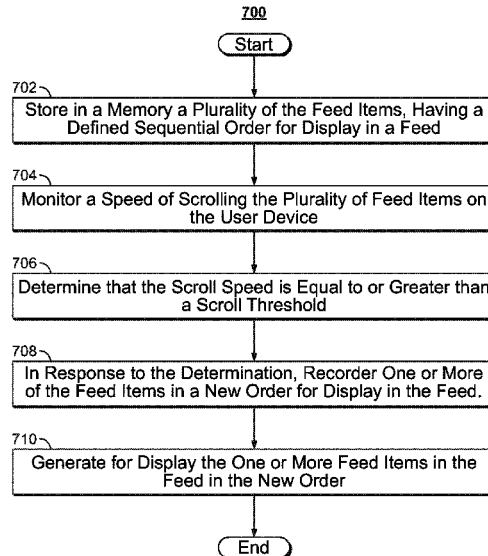 700
Start
702
Store in a Memory a Plurality of the Feed Items, Having a
Defined Sequential Order for Display in a Feed
704
Monitor a Speed of Scrolling the Plurality of Feed Items on
the User Device
706
Determine that the Scroll Speed is Equal to or Greater than
a Scroll Threshold
708
In Response to the Determination, Recorder One or More
of the Feed Items in a New Order for Display in the Feed.
710
Generate for Display the One or More Feed Items in the
Feed in the New Order
End